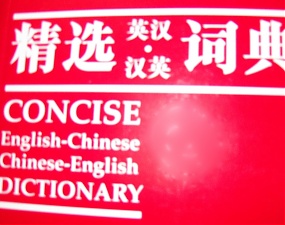 精选 英汉·汉英 词典
CONCISE
English-Chinese
Chinese-English
DICTIONARY